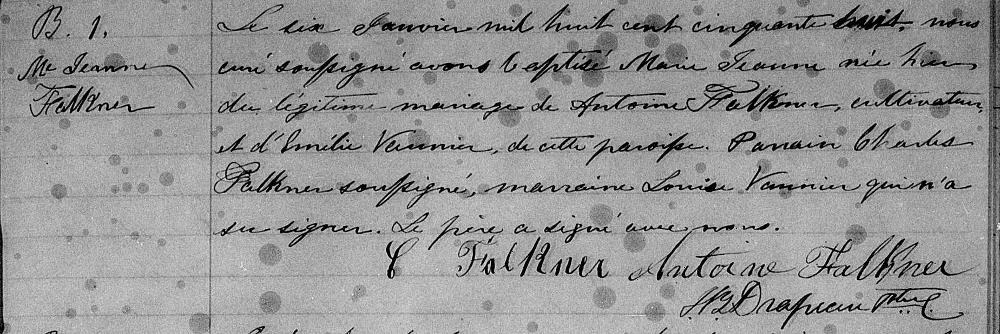 B. 1.
Me Jeanne
Falkner
Le six Janvier mil huit cent cinquante huit, nous
curé soussigné avons baptisé Marie Jeanne née hier
du légitime mariage de Antoine Falkner, cultivateur,
et d'Emélie Vannier, de cette paroisse. Parrain Charles
Falkner soussigné, marraine Louise Vannier qui n'a
su signer. Le père a signé avec nous.
C Falkner Antoine Falkner
Drapeau Ptre